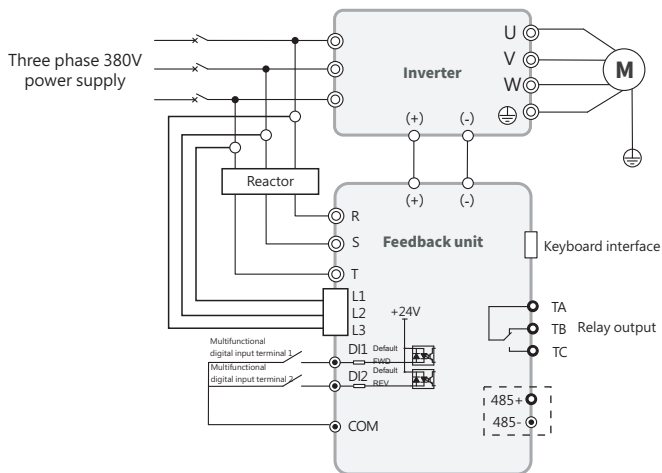 Three phase 380V
power supply
Inverter
U
V
W
M
(+)
(-)
Reactor
(+)
(-)
R
S
T
Feedback unit
Keyboard interface
L1
L2
L3
+24V
TA
TB
TC
Relay output
Multifunctional
digital input terminal 1
DI1
Default
FWD
Multifunctional
digital input terminal 2
DI2
Default
REV
COM
485+
485-